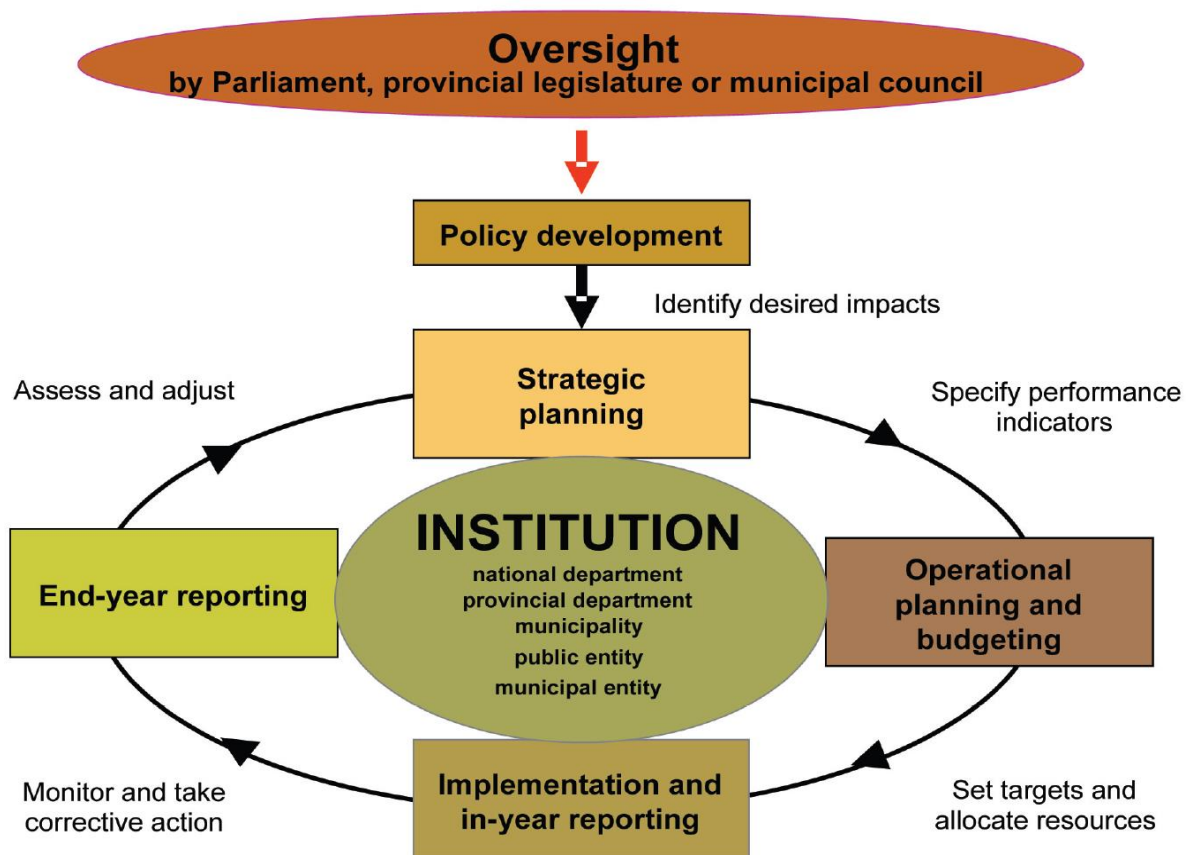 Oversight
by Parliament, provincial legislature or municipal council
Policy development
Identify desired impacts
Strategic
planning
Assess and adjust
Specify performance
indicators
INSTITUTION
national department
provincial department
municipality
public entity
municipal entity
End-year reporting
Operational
planning and
budgeting
Monitor and take
corrective action
Implementation and
in-year reporting
Set targets and
allocate resources